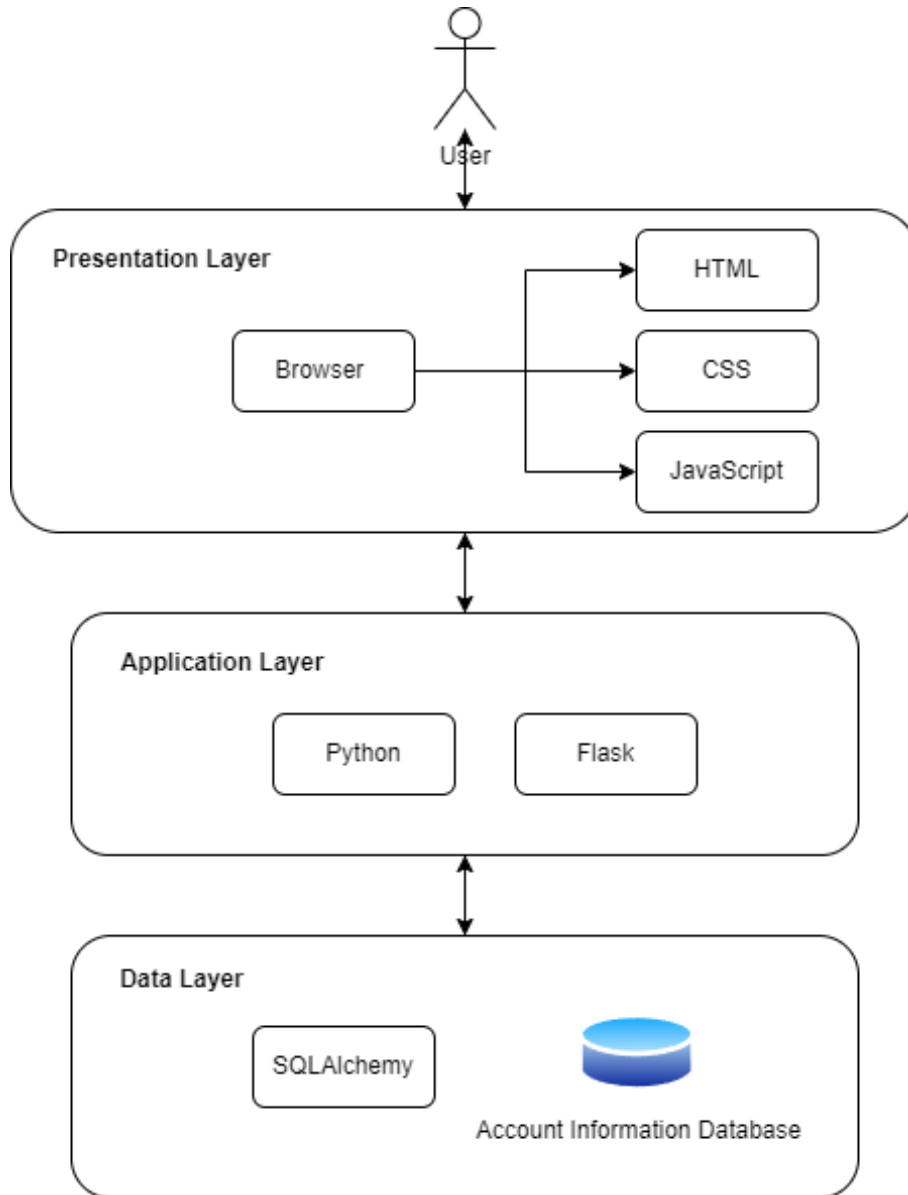 User
Presentation Layer
HTML
Browser
CSS
JavaScript
Application Layer
Python
Flask
Data Layer
SQLAlchemy
Account Information Database